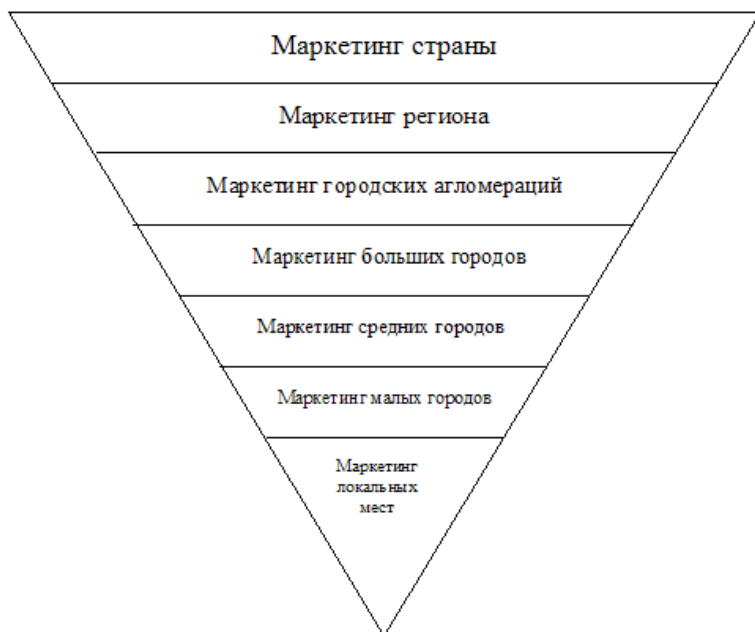 Маркетинг страны
Маркетинг региона
Маркетинг городских агломераций
Маркетинг больших городов
Маркетинг средних городов
Маркетинг малых городов
Маркетинг
локальных
мест